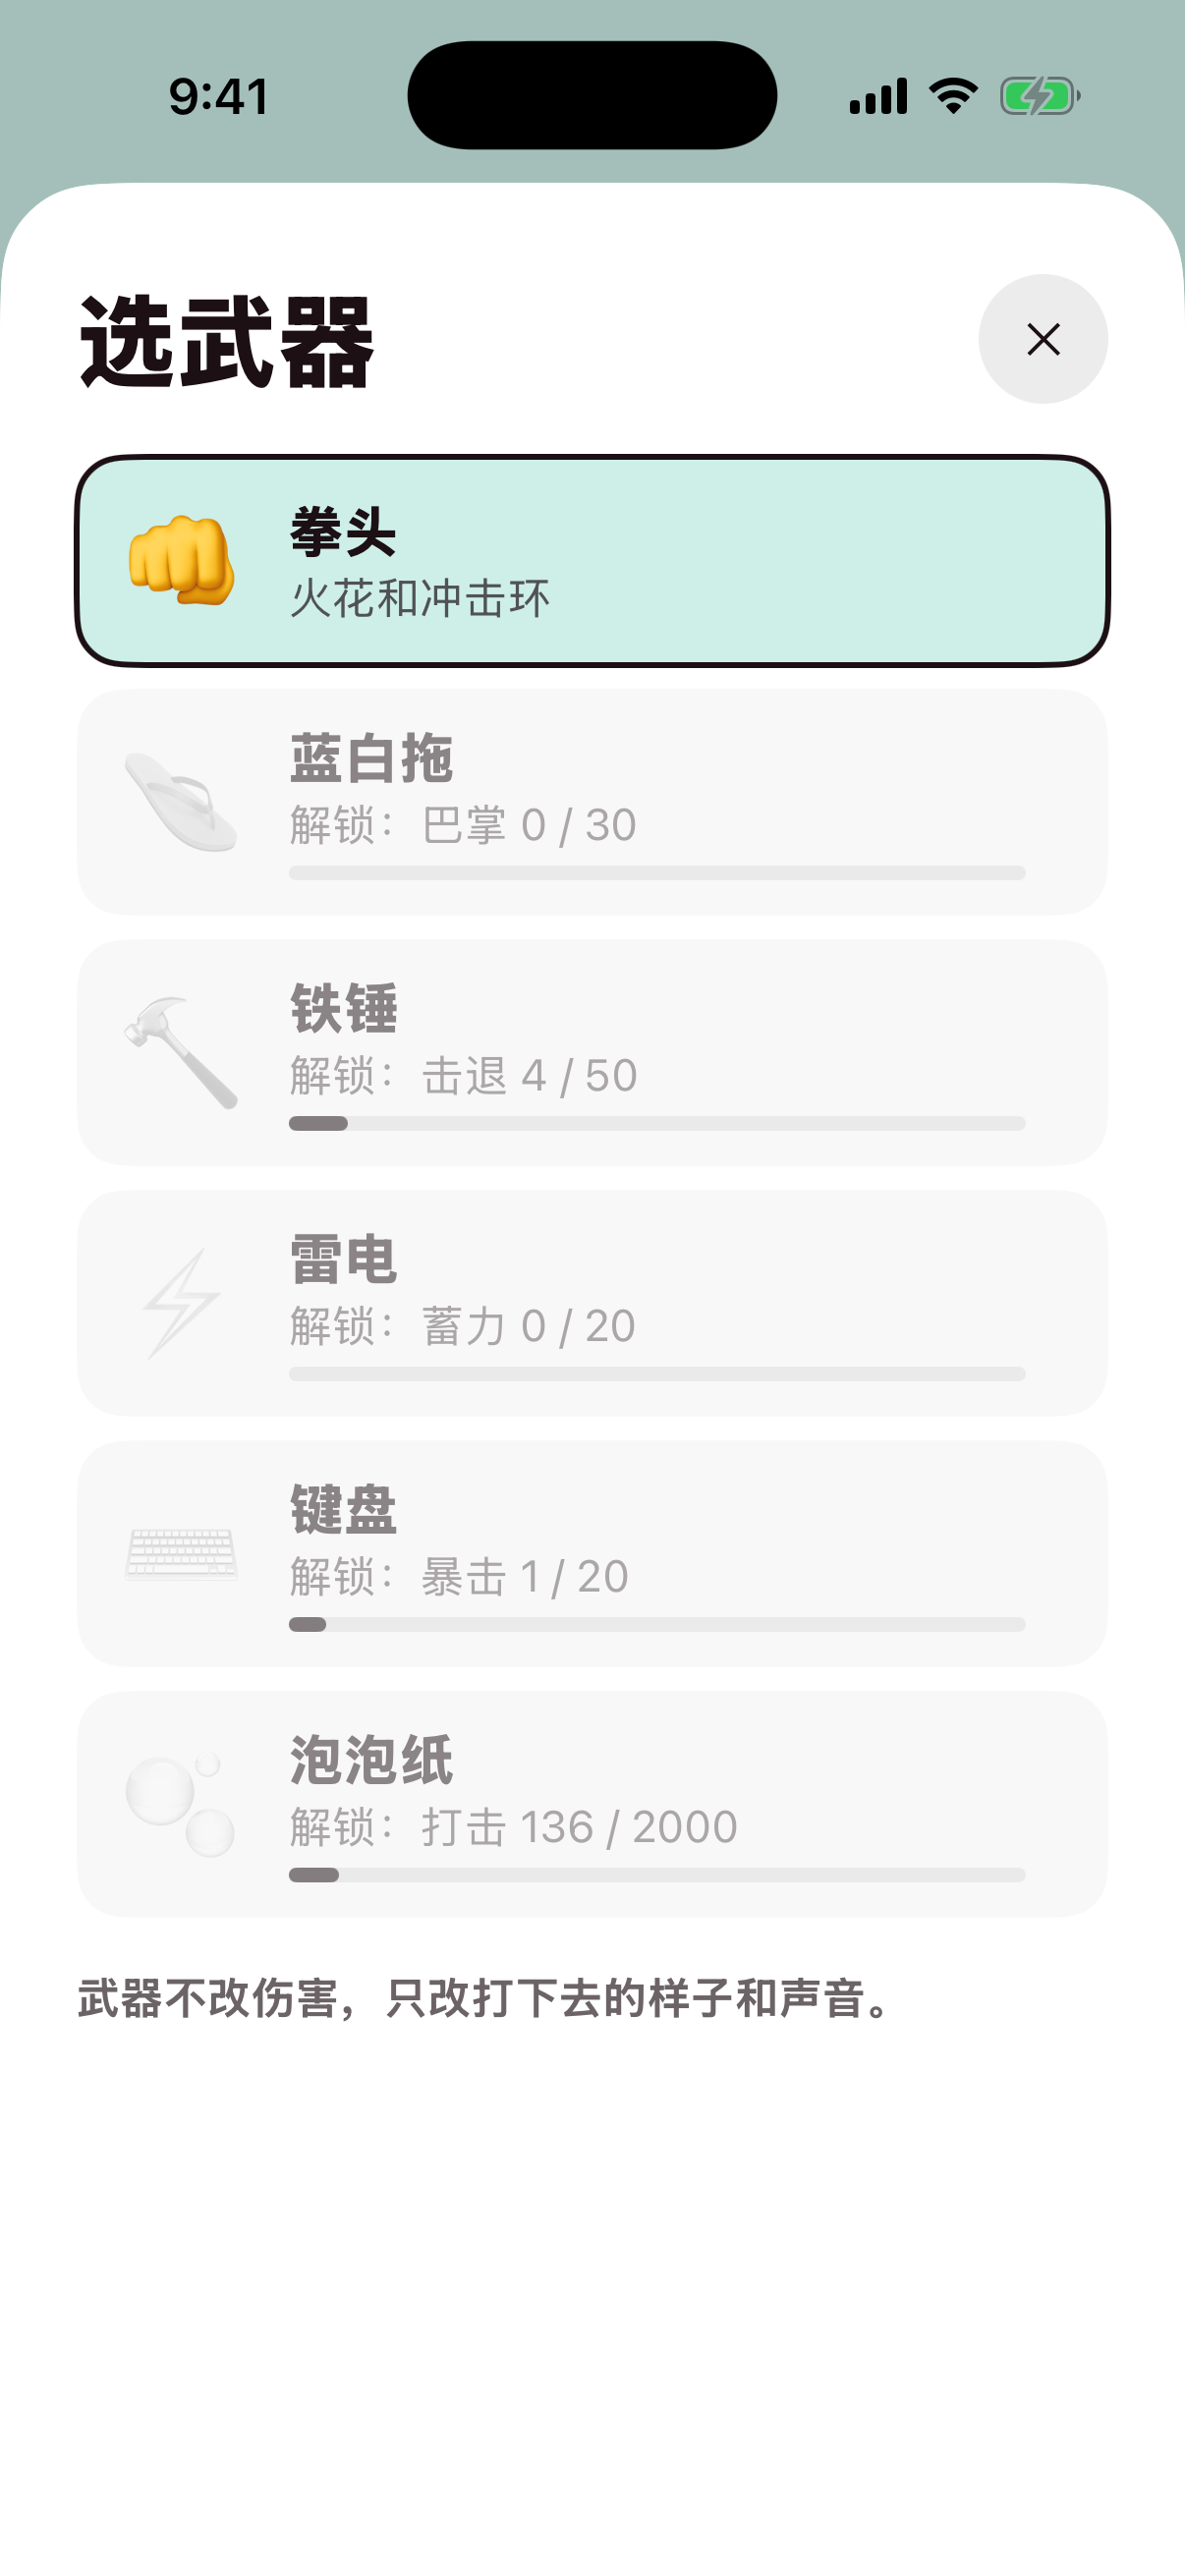 9:41
选武器
拳头
火花和冲击环
蓝白拖
解锁：巴掌 0 / 30
铁锤
解锁：击退 4 / 50
雷电
解锁：蓄力 0 / 20
键盘
解锁：暴击 1 / 20
泡泡纸
解锁：打击 136 / 2000
武器不改伤害，只改打下去的样子和声音。